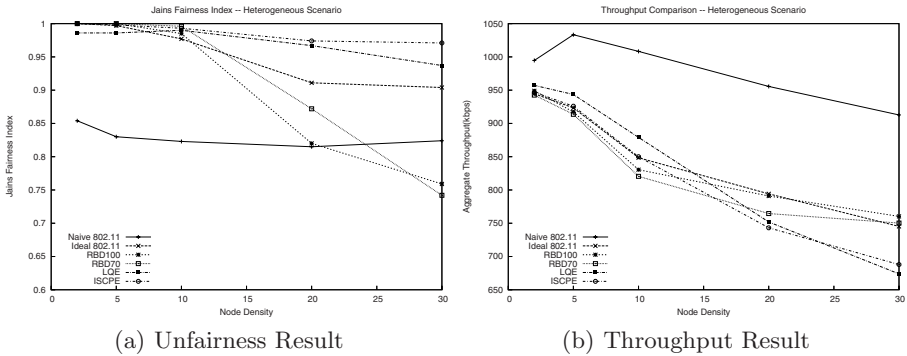 Jains Fairness Index -- Heterogeneous Scenario
1
0.95
0.9
0.85
0.8
0.75
0.7
0.65
0.6
Jains Fairness Index
Naive 802.11
Ideal 802.11
RBD100
RBD70
LQE
ISCPE
0 5 10 15 20 25 30
Node Density
(a) Unfairness Result
Throughput Comparison -- Heterogeneous Scenario
1050
1000
950
900
850
800
750
700
650
Aggregate Throughput(kbps)
Naive 802.11
Ideal 802.11
RBD100
RBD70
LQE
ISCPE
0 5 10 15 20 25 30
Node Density
(b) Throughput Result